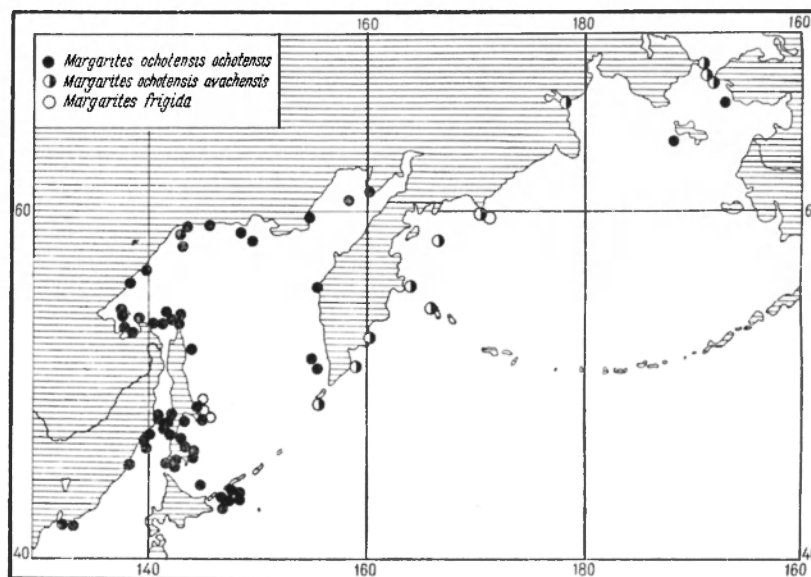 160 180 160
Margarites ochotensis ochotensis
Margarites ochotensis avachensis
Margarites frigida
60 60
40 40
140 160 180 160